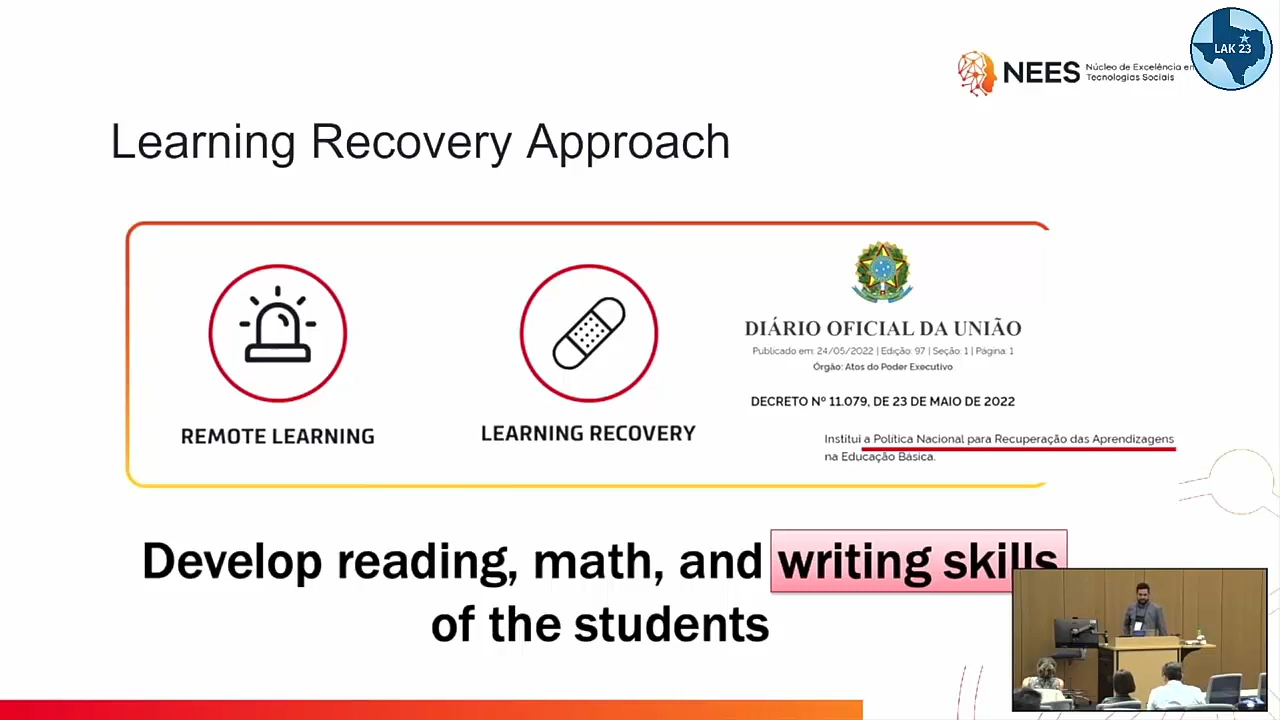 LAK 23
NEES
Núcleo de Excelência em
Tecnologias Sociais
Learning Recovery Approach
REMOTE LEARNING
LEARNING RECOVERY
DIÁRIO OFICIAL DA UNIÃO
Publicado em: 24/05/2022 | Edição: 97 | Seção: 1 | Página: 1
Órgão: Atos do Poder Executivo
DECRETO Nº 11.079, DE 23 DE MAIO DE 2022
Institui a Política Nacional para Recuperação das Aprendizagens
na Educação Básica.
Develop reading, math, and writing skills
of the students